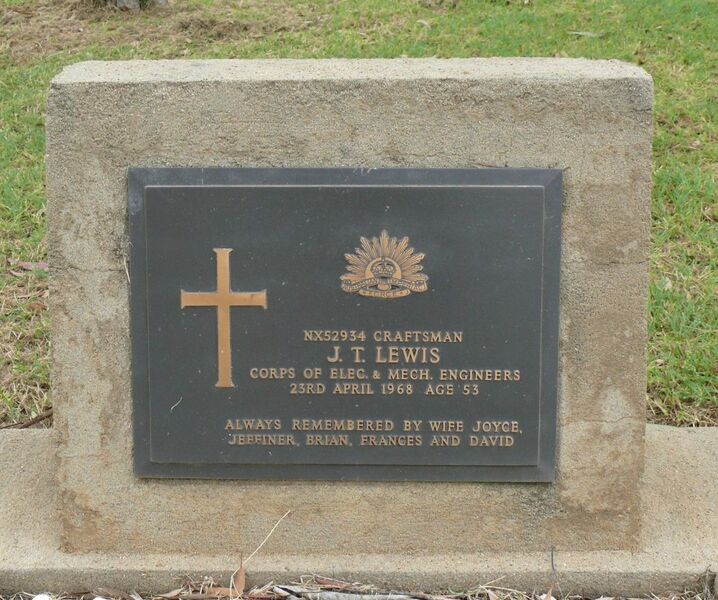 NX52934 CRAFTSMAN
J. T. LEWIS
CORPS OF ELEC. & MECH. ENGINEERS
23RD APRIL 1968 AGE 53
ALWAYS REMEMBERED BY WIFE JOYCE,
JEFFINER, BRIAN, FRANCES AND DAVID